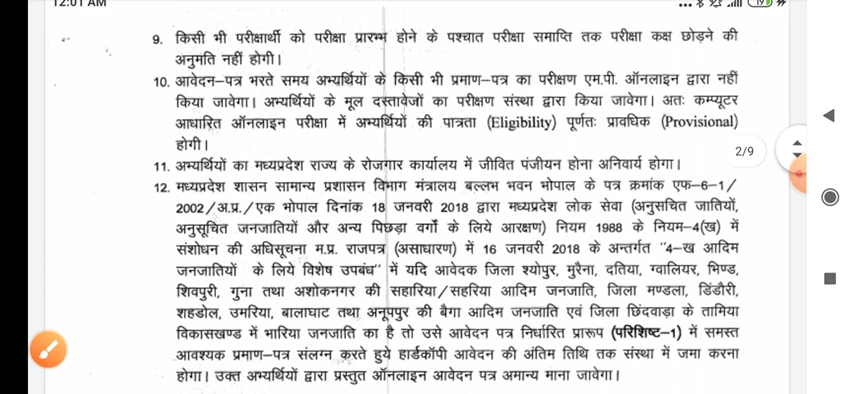 12:01 AM
9. किसी भी परीक्षार्थी को परीक्षा प्रारम्भ होने के पश्चात परीक्षा समाप्ति तक परीक्षा कक्ष छोड़ने की
अनुमति नहीं होगी।
10. आवेदन–पत्र भरते समय अभ्यर्थियों के किसी भी प्रमाण–पत्र का परीक्षण एम.पी. ऑनलाइन द्वारा नहीं
किया जावेगा। अभ्यर्थियों के मूल दस्तावेजों का परीक्षण संस्था द्वारा किया जावेगा। अतः कम्प्यूटर
आधारित ऑनलाइन परीक्षा में अभ्यर्थियों की पात्रता (Eligibility) पूर्णतः प्रावधिक (Provisional)
होगी।
2/9
11. अभ्यर्थियों का मध्यप्रदेश राज्य के रोजगार कार्यालय में जीवित पंजीयन होना अनिवार्य होगा।
12. मध्यप्रदेश शासन सामान्य प्रशासन विभाग मंत्रालय बल्लभ भवन भोपाल के पत्र क्रमांक एफ–6–1/
2002/अ.प्र./एक भोपाल दिनांक 18 जनवरी 2018 द्वारा मध्यप्रदेश लोक सेवा (अनुसचित जातियों,
अनुसूचित जनजातियों और अन्य पिछड़ा वर्गो के लिये आरक्षण) नियम 1988 के नियम–4(ख) में
संशोधन की अधिसूचना म.प्र. राजपत्र (असाधारण) में 16 जनवरी 2018 के अन्तर्गत "4–ख आदिम
जनजातियों के लिये विशेष उपबंध" में यदि आवेदक जिला श्योपुर, मुरैना, दतिया, ग्वालियर, भिण्ड,
शिवपुरी, गुना तथा अशोकनगर की सहारिया/सहरिया आदिम जनजाति, जिला मण्डला, डिंडौरी,
शहडोल, उमरिया, बालाघाट तथा अनूपपुर की बैगा आदिम जनजाति एवं जिला छिंदवाड़ा के तामिया
विकासखण्ड में भारिया जनजाति का है तो उसे आवेदन पत्र निर्धारित प्रारूप (परिशिष्ट–1) में समस्त
आवश्यक प्रमाण–पत्र संलग्न करते हुये हार्डकॉपी आवेदन की अंतिम तिथि तक संस्था में जमा करना
होगा। उक्त अभ्यर्थियों द्वारा प्रस्तुत ऑनलाइन आवेदन पत्र अमान्य माना जावेगा।